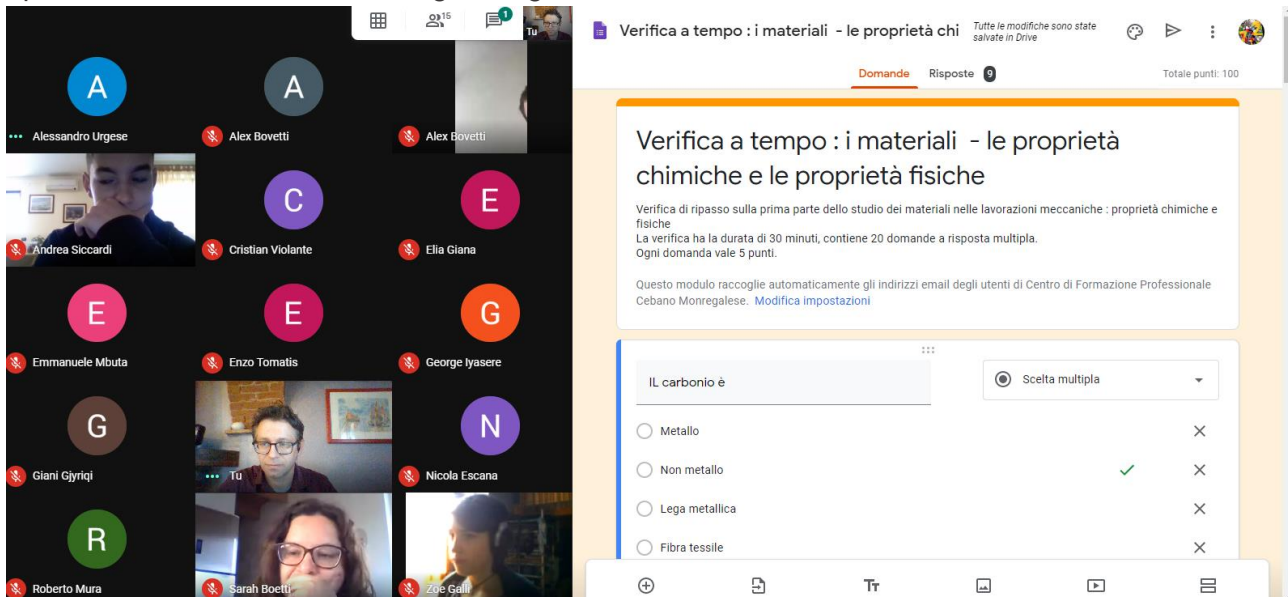 15
1
Tu
A
Alessandro Urgese
A
Alex Bovetti
Alex Bovetti
Andrea Siccardi
C
Cristian Violante
E
Elia Giana
E
Emmanuele Mbuta
E
Enzo Tomatis
G
George Iyasere
G
Giani Gjyriqi
Tu
N
Nicola Escana
R
Roberto Mura
Sarah Boetti
Zoe Galli
Verifica a tempo : i materiali - le proprietà chi
Tutte le modifiche sono state
salvate in Drive
Domande
Risposte 9
Totale punti: 100
Verifica a tempo : i materiali - le proprietà
chimiche e le proprietà fisiche
Verifica di ripasso sulla prima parte dello studio dei materiali nelle lavorazioni meccaniche : proprietà chimiche e
fisiche
La verifica ha la durata di 30 minuti, contiene 20 domande a risposta multipla.
Ogni domanda vale 5 punti.
Questo modulo raccoglie automaticamente gli indirizzi email degli utenti di Centro di Formazione Professionale
Cebano Monregalese. Modifica impostazioni
IL carbonio è
Scelta multipla
Metallo
Non metallo
Lega metallica
Fibra tessile
Tт